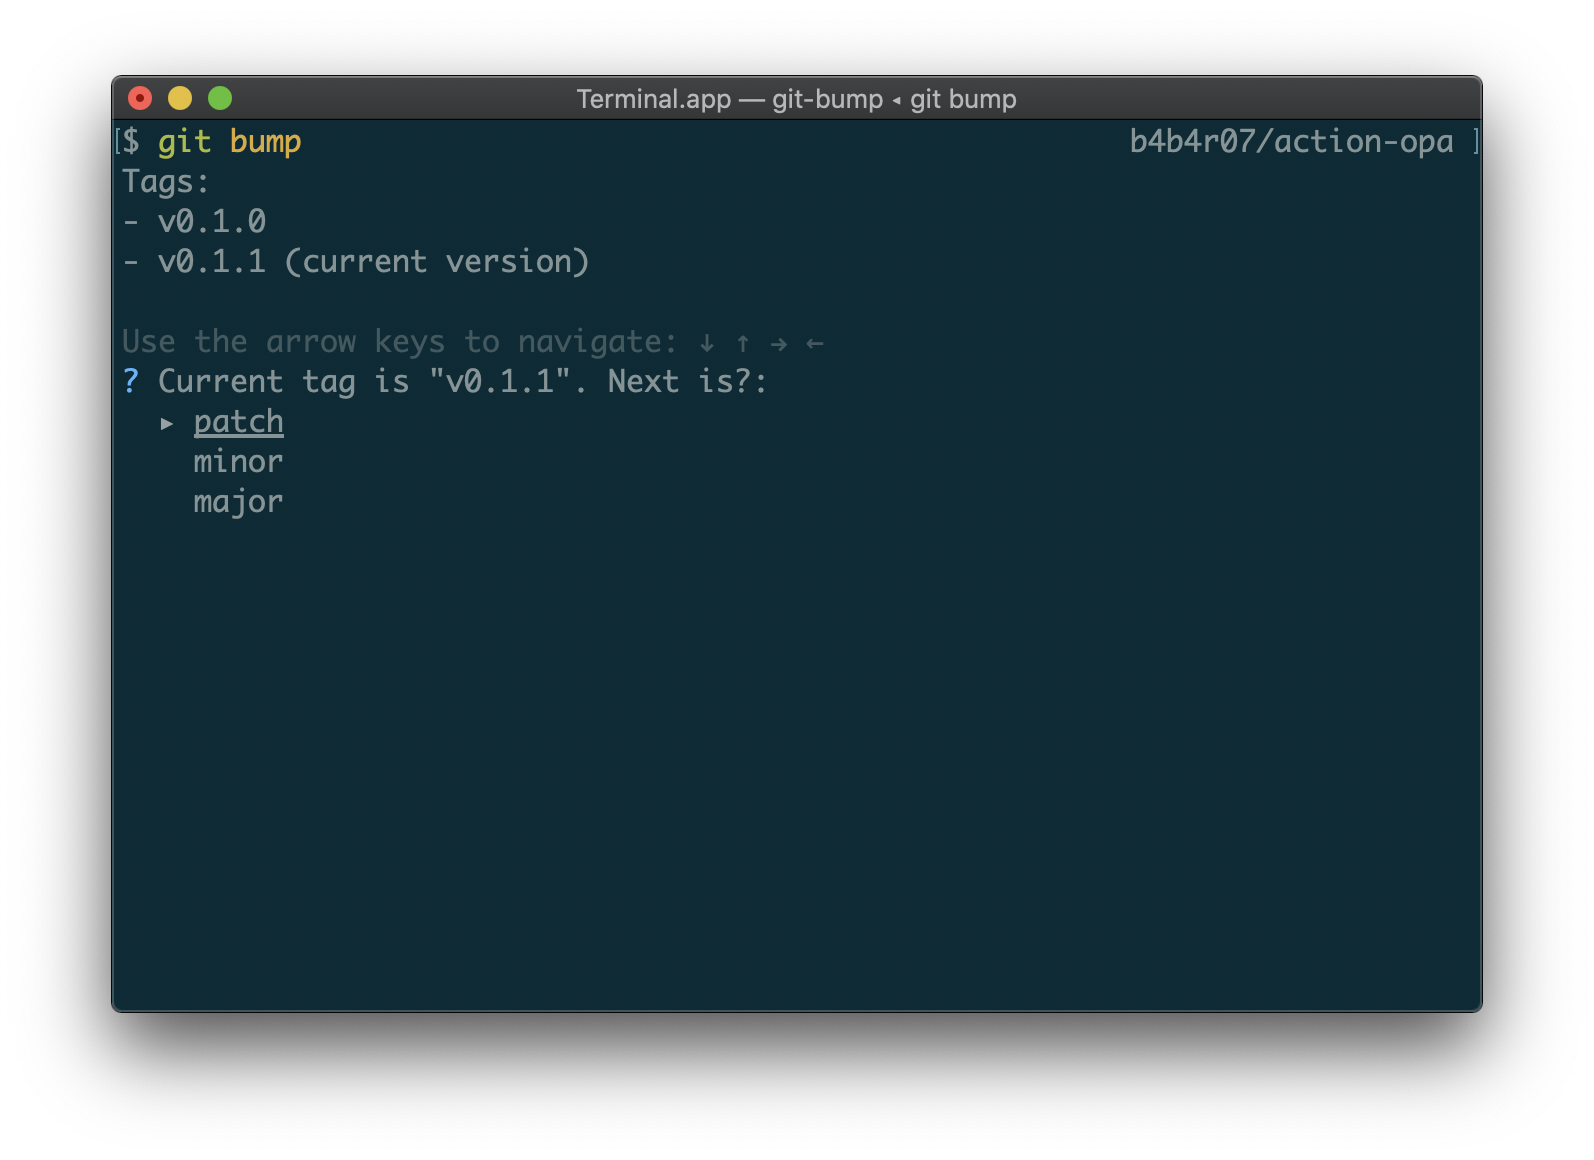 Terminal.app — git-bump ◂ git bump
[$ git bump b4b4r07/action-opa ]
Tags:
- v0.1.0
- v0.1.1 (current version)
Use the arrow keys to navigate: ↓ ↑ → ←
? Current tag is "v0.1.1". Next is?:
▸ patch
minor
major